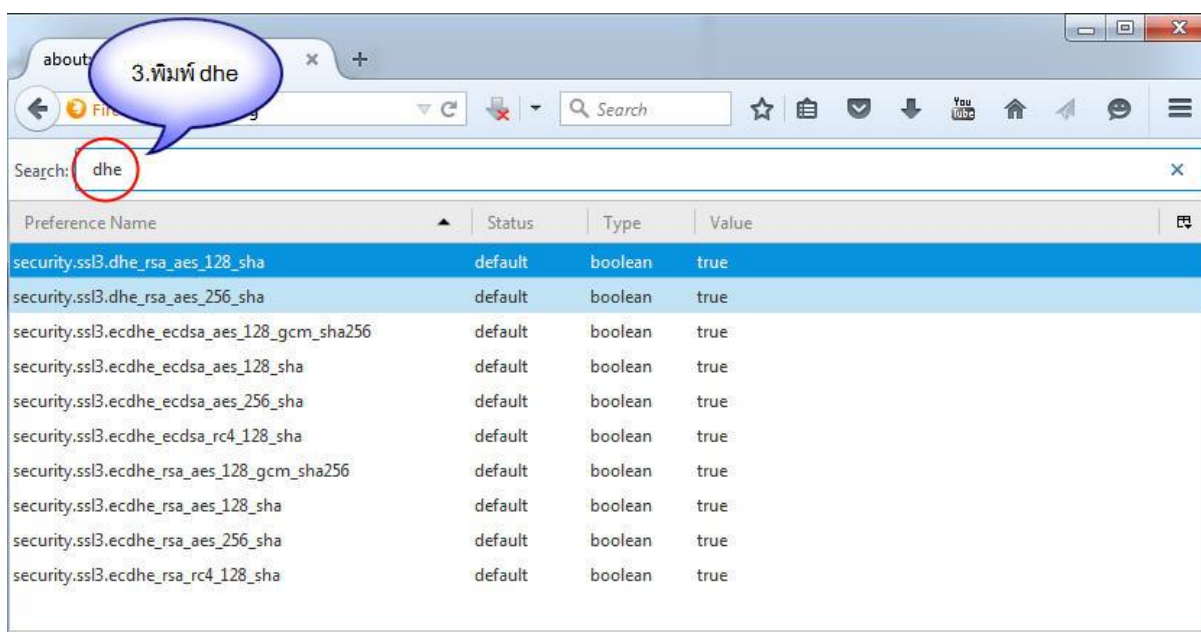 about:
3.พิมพ์ dhe
Search
You
Tube
Search: dhe
Preference Name Status Type Value
security.ssl3.dhe_rsa_aes_128_sha default boolean true
security.ssl3.dhe_rsa_aes_256_sha default boolean true
security.ssl3.ecdhe_ecdsa_aes_128_gcm_sha256 default boolean true
security.ssl3.ecdhe_ecdsa_aes_128_sha default boolean true
security.ssl3.ecdhe_ecdsa_aes_256_sha default boolean true
security.ssl3.ecdhe_ecdsa_rc4_128_sha default boolean true
security.ssl3.ecdhe_rsa_aes_128_gcm_sha256 default boolean true
security.ssl3.ecdhe_rsa_aes_128_sha default boolean true
security.ssl3.ecdhe_rsa_aes_256_sha default boolean true
security.ssl3.ecdhe_rsa_rc4_128_sha default boolean true